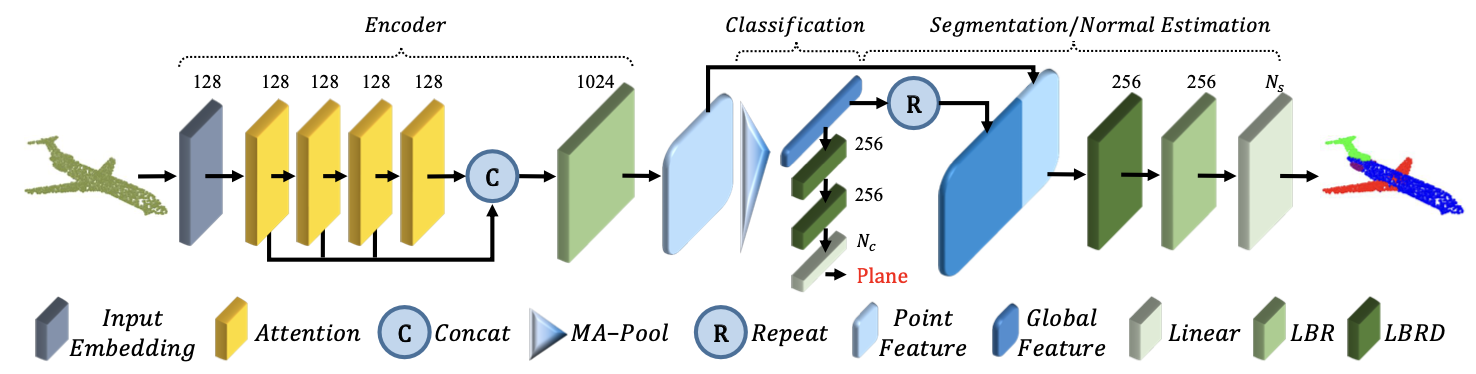 Encoder
Classification
Segmentation/Normal Estimation
128
128
128
128
128
C
1024
R
256
256
N_c
Plane
256
256
N_s
Input
Embedding
Attention
C
Concat
MA-Pool
R
Repeat
Point
Feature
Global
Feature
Linear
LBR
LBRD